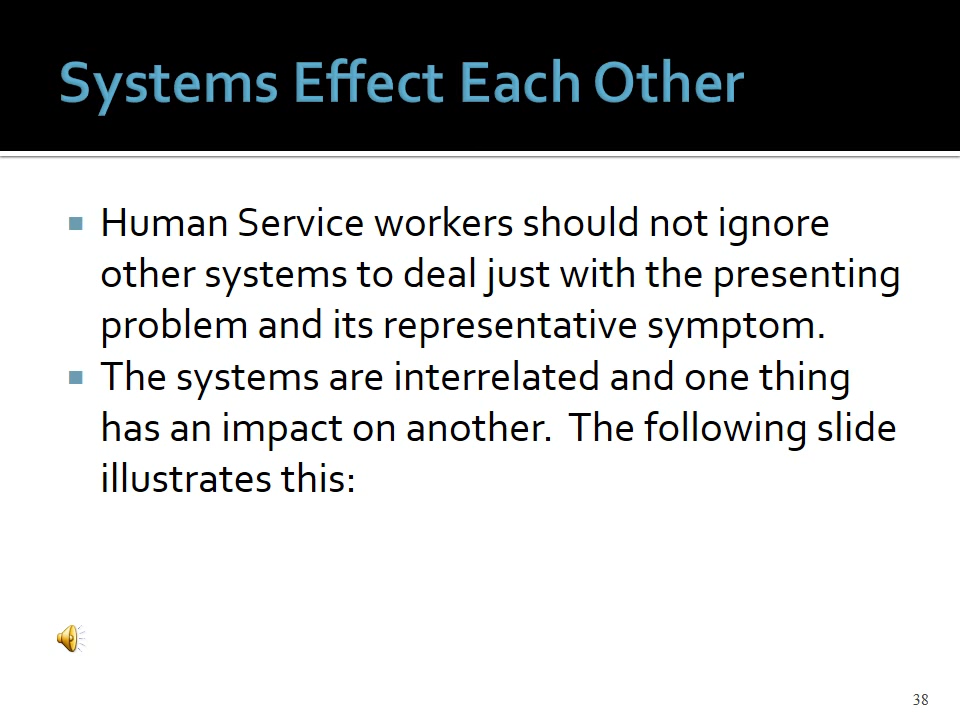 Systems Effect Each Other
Human Service workers should not ignore
other systems to deal just with the presenting
problem and its representative symptom.
The systems are interrelated and one thing
has an impact on another.  The following slide
illustrates this:
38